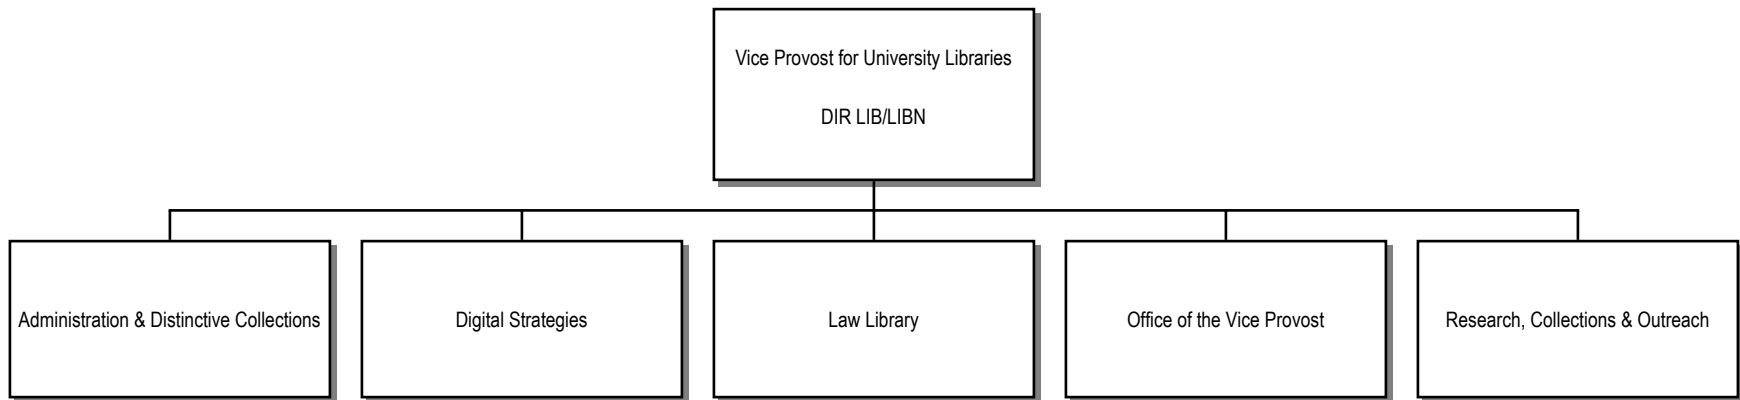 Vice Provost for University Libraries
DIR LIB/LIBN
Administration & Distinctive Collections
Digital Strategies
Law Library
Office of the Vice Provost
Research, Collections & Outreach